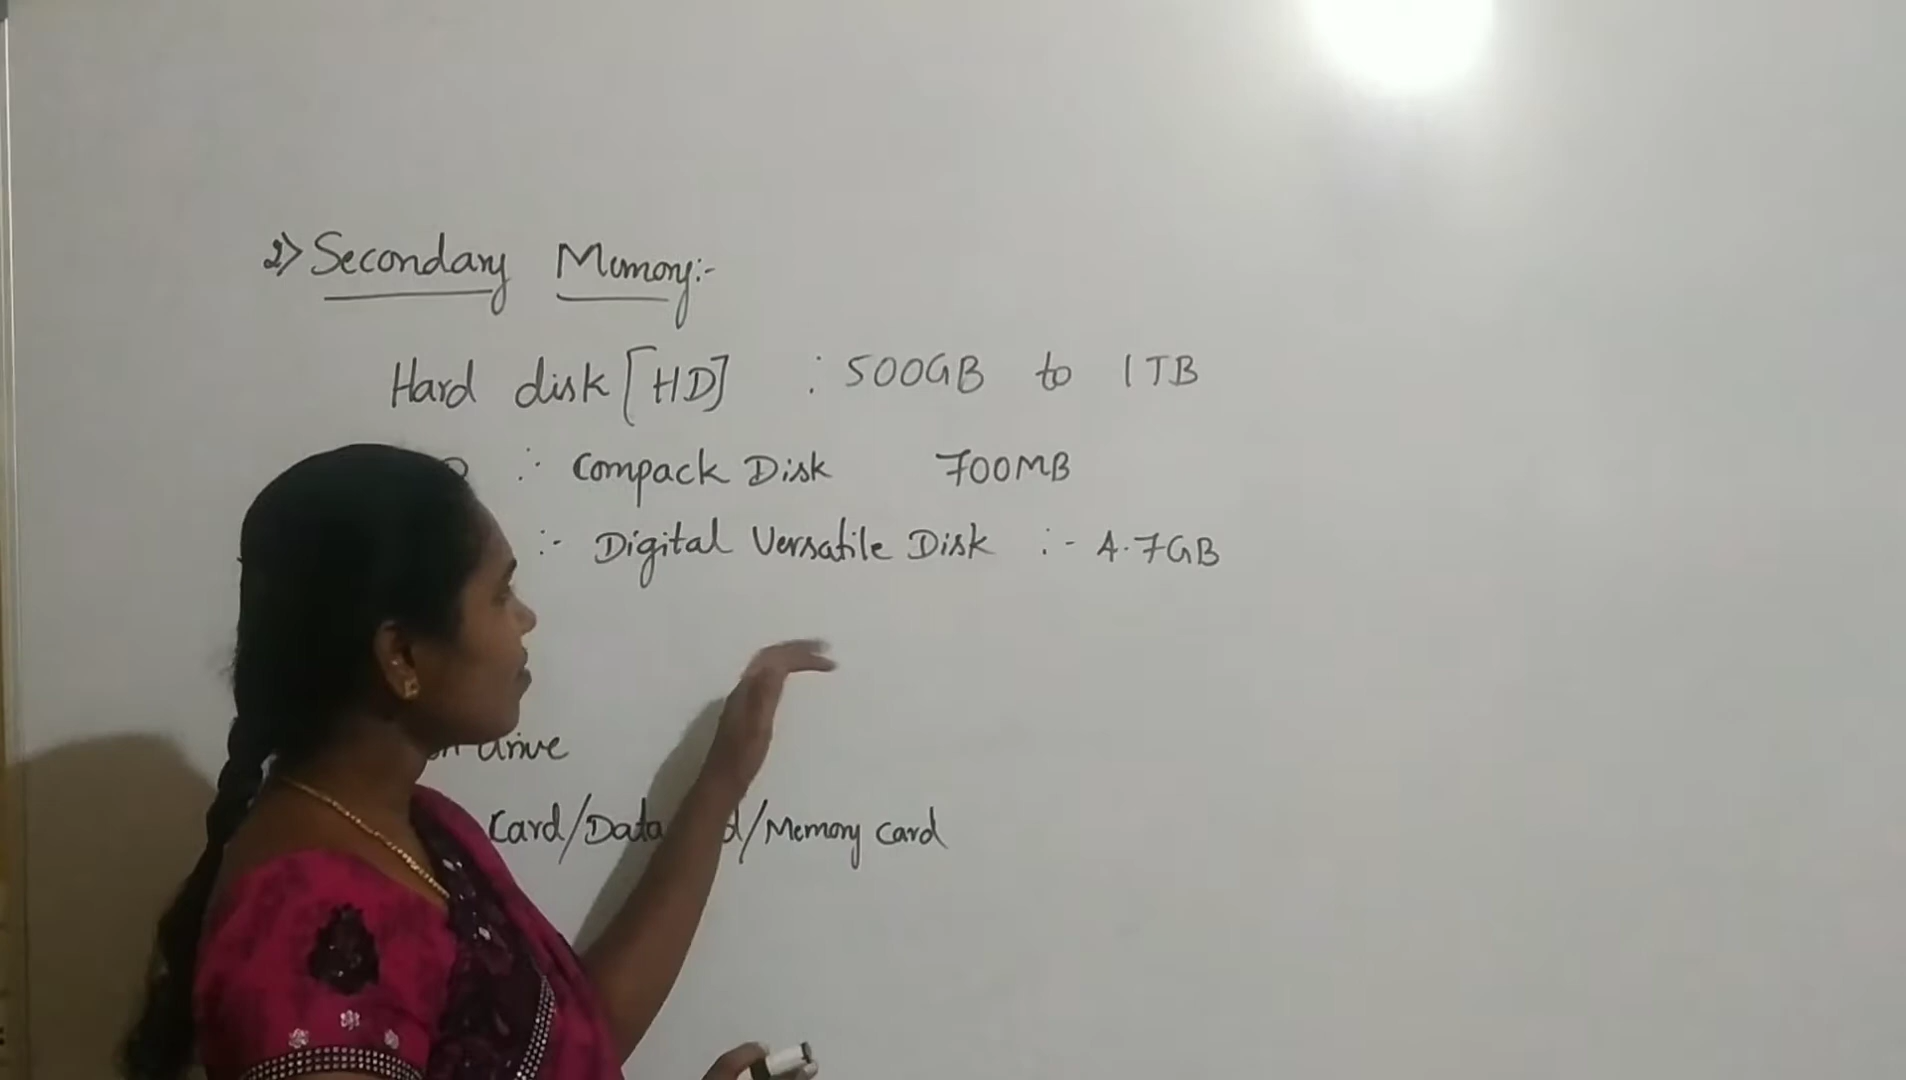 2) Secondary Memory:-
Hard disk [HD] : 500GB to 1TB
:- Compack Disk 700MB
:- Digital Versatile Disk :- 4.7GB
drive
Card/Data /Memory card